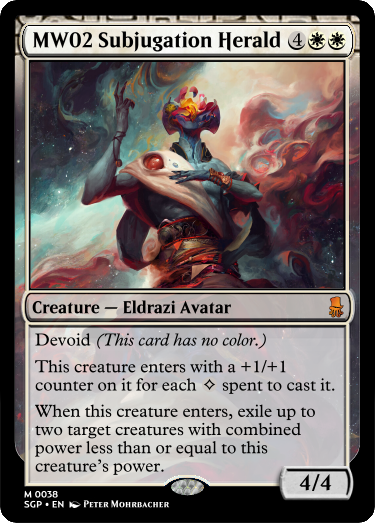 MW02 Subjugation Herald 4
Creature — Eldrazi Avatar
Devoid (This card has no color.)
This creature enters with a +1/+1
counter on it for each ✧ spent to cast it.
When this creature enters, exile up to
two target creatures with combined
power less than or equal to this
creature's power.
4/4
M 0038
SGP • EN Peter Mohrbacher